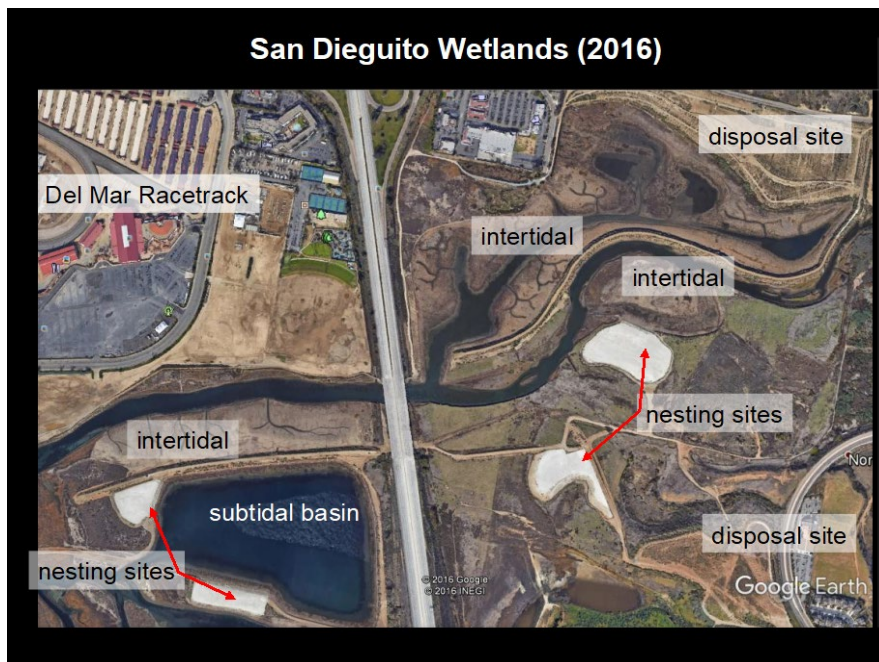 San Dieguito Wetlands (2016)
disposal site
Del Mar Racetrack
intertidal
intertidal
nesting sites
intertidal
Nor
subtidal basin
disposal site
nesting sites
© 2016 Google
© 2016 INEGI
Google Earth